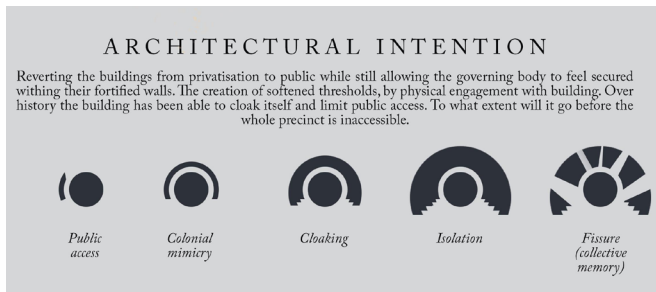 ARCHITECTURAL INTENTION
Reverting the buildings from privatisation to public while still allowing the governing body to feel secured
withing their fortified walls. The creation of softened thresholds, by physical engagement with building. Over
history the building has been able to cloak itself and limit public access. To what extent will it go before the
whole precinct is inaccessible.
Public
access
Colonial
mimicry
Cloaking
Isolation
Fissure
(collective
memory)